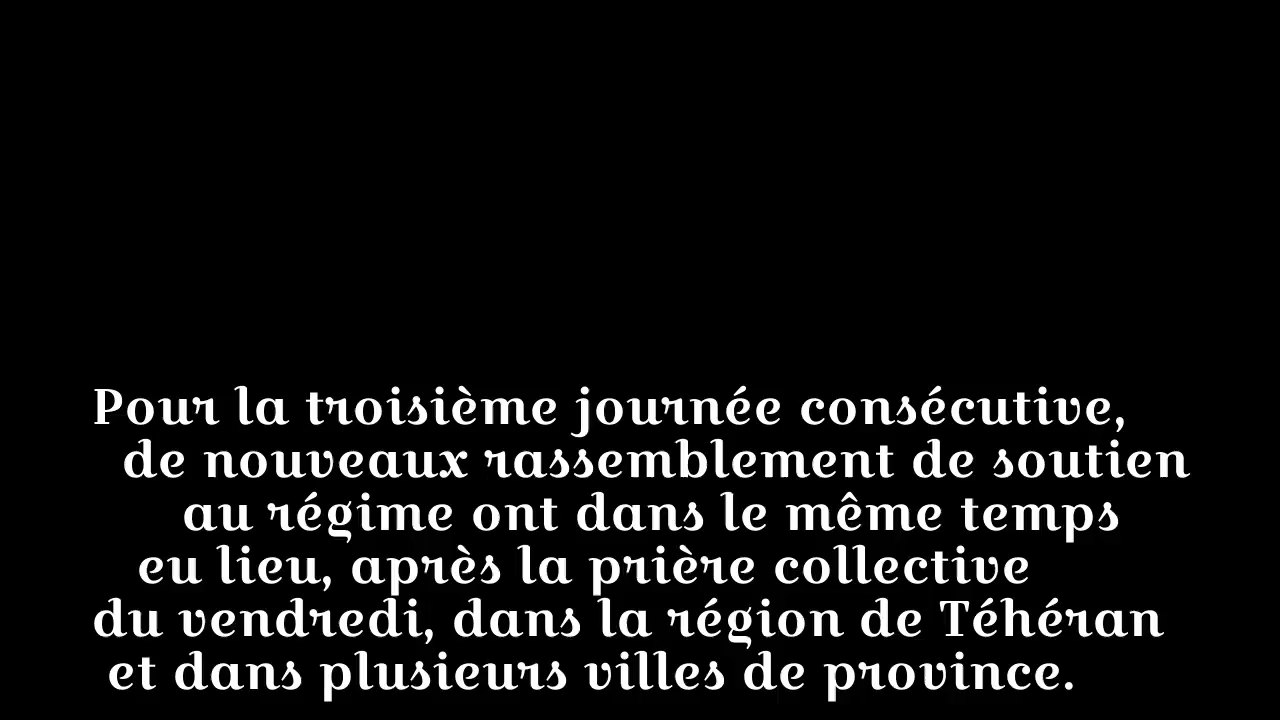 Pour la troisième journée consécutive,
de nouveaux rassemblement de soutien
au régime ont dans le même temps
eu lieu, après la prière collective
du vendredi, dans la région de Téhéran
et dans plusieurs villes de province.